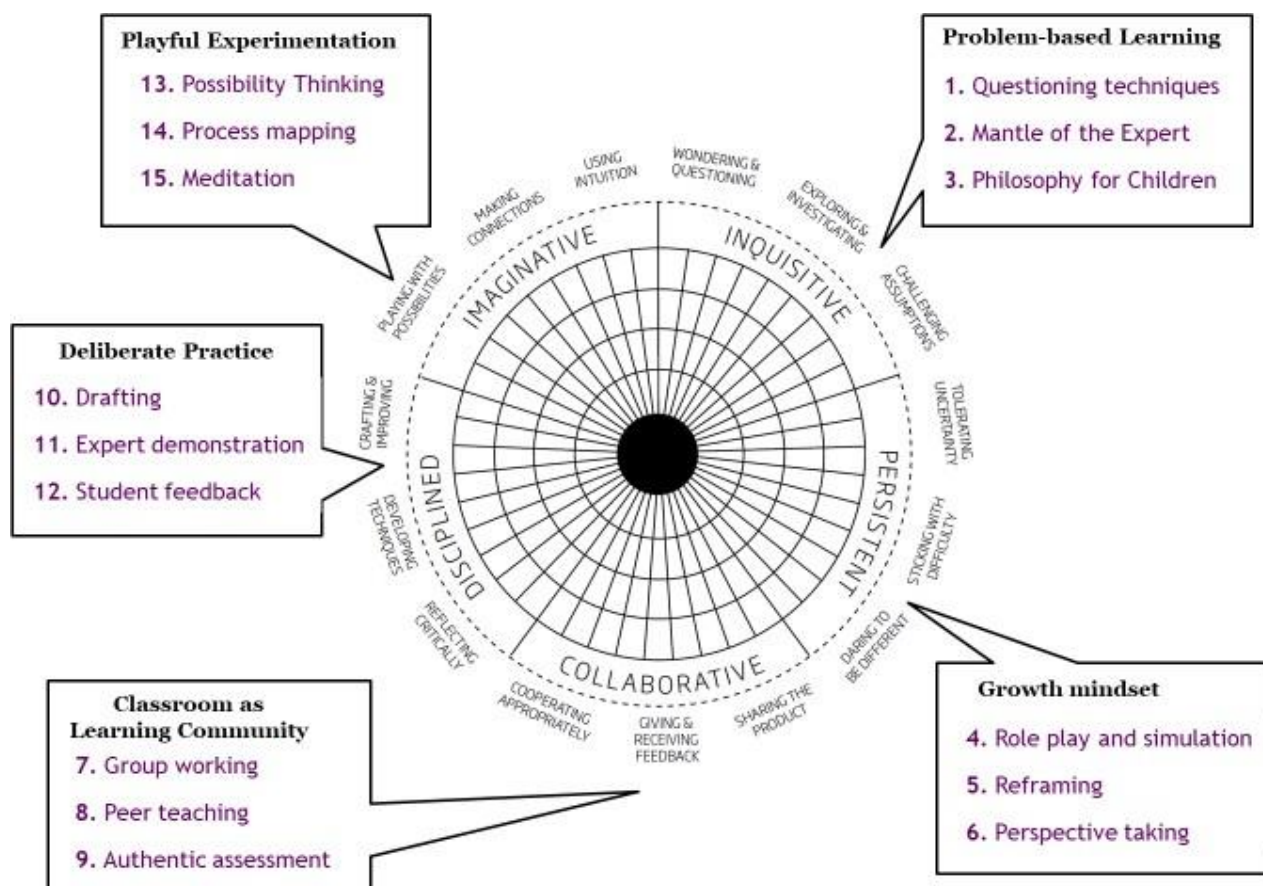 Playful Experimentation
13. Possibility Thinking
14. Process mapping
15. Meditation
Problem-based Learning
1. Questioning techniques
2. Mantle of the Expert
3. Philosophy for Children
USING
INTUITION
WONDERING &
QUESTIONING
MAKING
CONNECTIONS
EXPLORING &
INVESTIGATING
PLAYING WITH
POSSIBILITIES
CHALLENGING
ASSUMPTIONS
IMAGINATIVE
INQUISITIVE
Deliberate Practice
10. Drafting
11. Expert demonstration
12. Student feedback
CRAFTING &
IMPROVING
TOLERATING
UNCERTAINTY
DISCIPLINED
PERSISTENT
DEVELOPING
TECHNIQUES
STICKING WITH
DIFFICULTY
REFLECTING
CRITICALLY
DARING TO
BE DIFFERENT
COLLABORATIVE
COOPERATING
APPROPRIATELY
GIVING &
RECEIVING
FEEDBACK
SHARING THE
PRODUCT
Classroom as
Learning Community
7. Group working
8. Peer teaching
9. Authentic assessment
Growth mindset
4. Role play and simulation
5. Reframing
6. Perspective taking